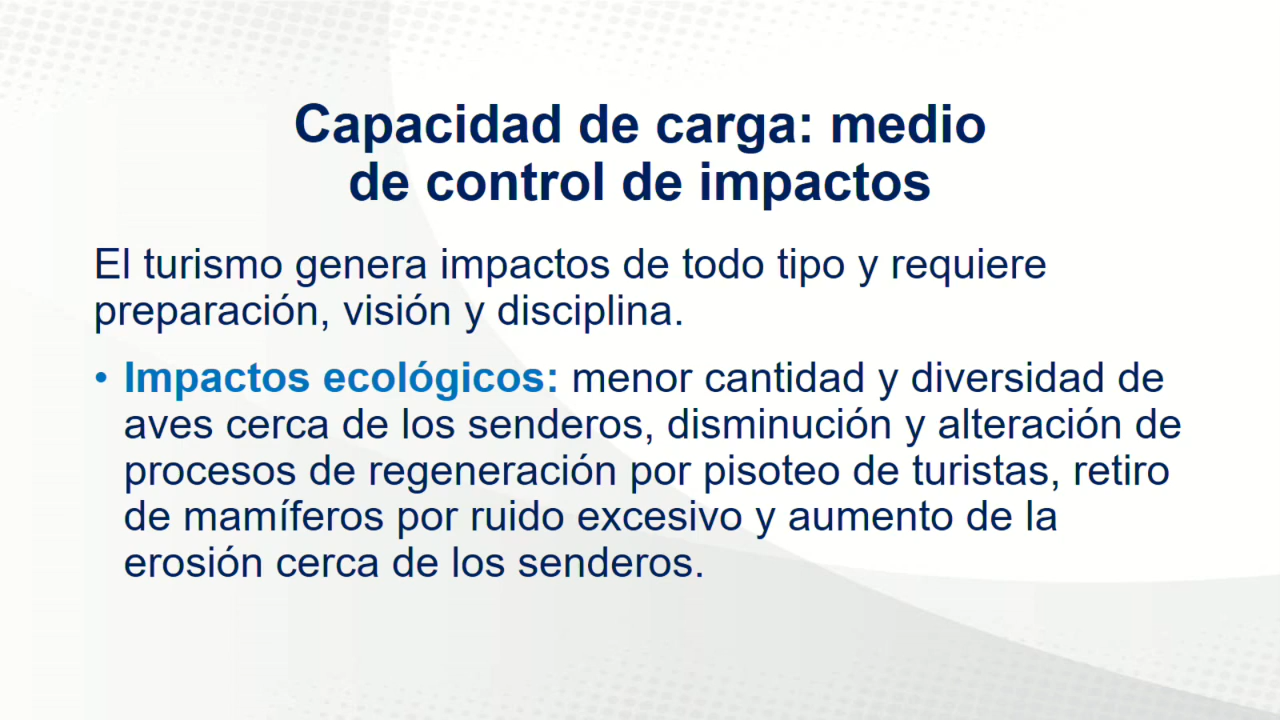 Capacidad de carga: medio
de control de impactos
El turismo genera impactos de todo tipo y requiere
preparación, visión y disciplina.
• Impactos ecológicos: menor cantidad y diversidad de
aves cerca de los senderos, disminución y alteración de
procesos de regeneración por pisoteo de turistas, retiro
de mamíferos por ruido excesivo y aumento de la
erosión cerca de los senderos.